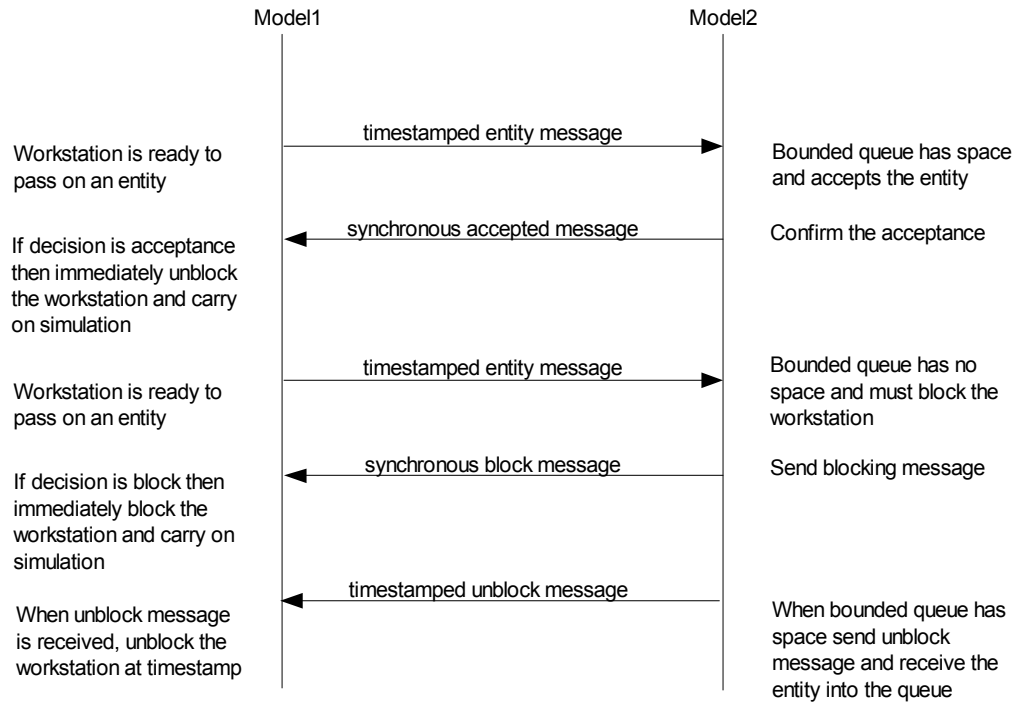 Model1
Model2
timestamped entity message
Workstation is ready to
pass on an entity
Bounded queue has space
and accepts the entity
synchronous accepted message
Confirm the acceptance
If decision is acceptance
then immediately unblock
the workstation and carry
on simulation
timestamped entity message
Workstation is ready to
pass on an entity
Bounded queue has no
space and must block the
workstation
synchronous block message
Send blocking message
If decision is block then
immediately block the
workstation and carry on
simulation
timestamped unblock message
When unblock message
is received, unblock the
workstation at timestamp
When bounded queue has
space send unblock
message and receive the
entity into the queue